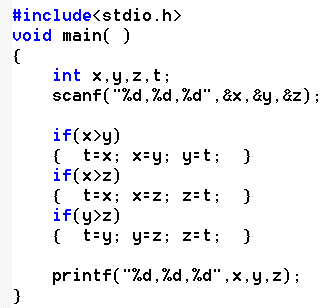 #include<stdio.h>
void main( )
{
    int x,y,z,t;
    scanf("%d,%d,%d",&x,&y,&z);

    if(x>y)
    {  t=x; x=y; y=t;  }
    if(x>z)
    {  t=x; x=z; z=t;  }
    if(y>z)
    {  t=y; y=z; z=t;  }

    printf("%d,%d,%d",x,y,z);
}